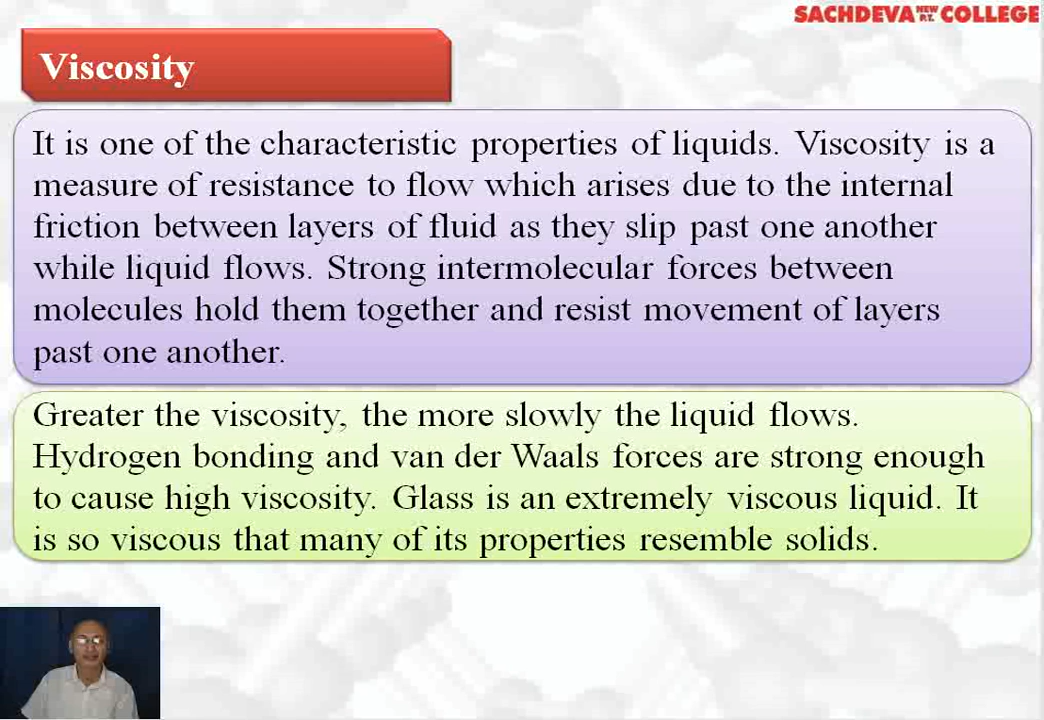 SACHDEVA NEW P.T. COLLEGE
Viscosity
It is one of the characteristic properties of liquids. Viscosity is a
measure of resistance to flow which arises due to the internal
friction between layers of fluid as they slip past one another
while liquid flows. Strong intermolecular forces between
molecules hold them together and resist movement of layers
past one another.
Greater the viscosity, the more slowly the liquid flows.
Hydrogen bonding and van der Waals forces are strong enough
to cause high viscosity. Glass is an extremely viscous liquid. It
is so viscous that many of its properties resemble solids.